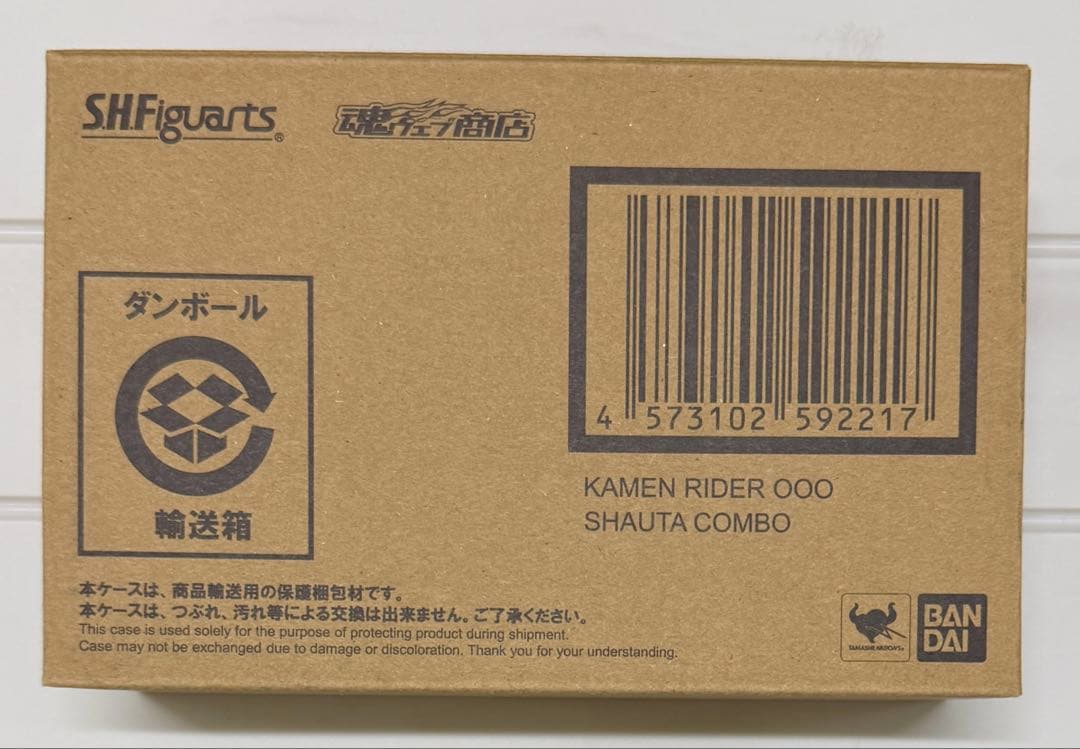 S.H.Figuarts®
魂ウェブ商店
4 573102 592217
KAMEN RIDER OOO
SHAUTA COMBO
ダンボール
輸送箱
本ケースは、商品輸送用の保護梱包材です。
本ケースは、つぶれ、汚れ等による交換は出来ません。ご了承ください。
This case is used solely for the purpose of protecting product during shipment.
Case may not be exchanged due to damage or discoloration. Thank you for your understanding.
TAMASHII NATIONS®
BAN
DAI